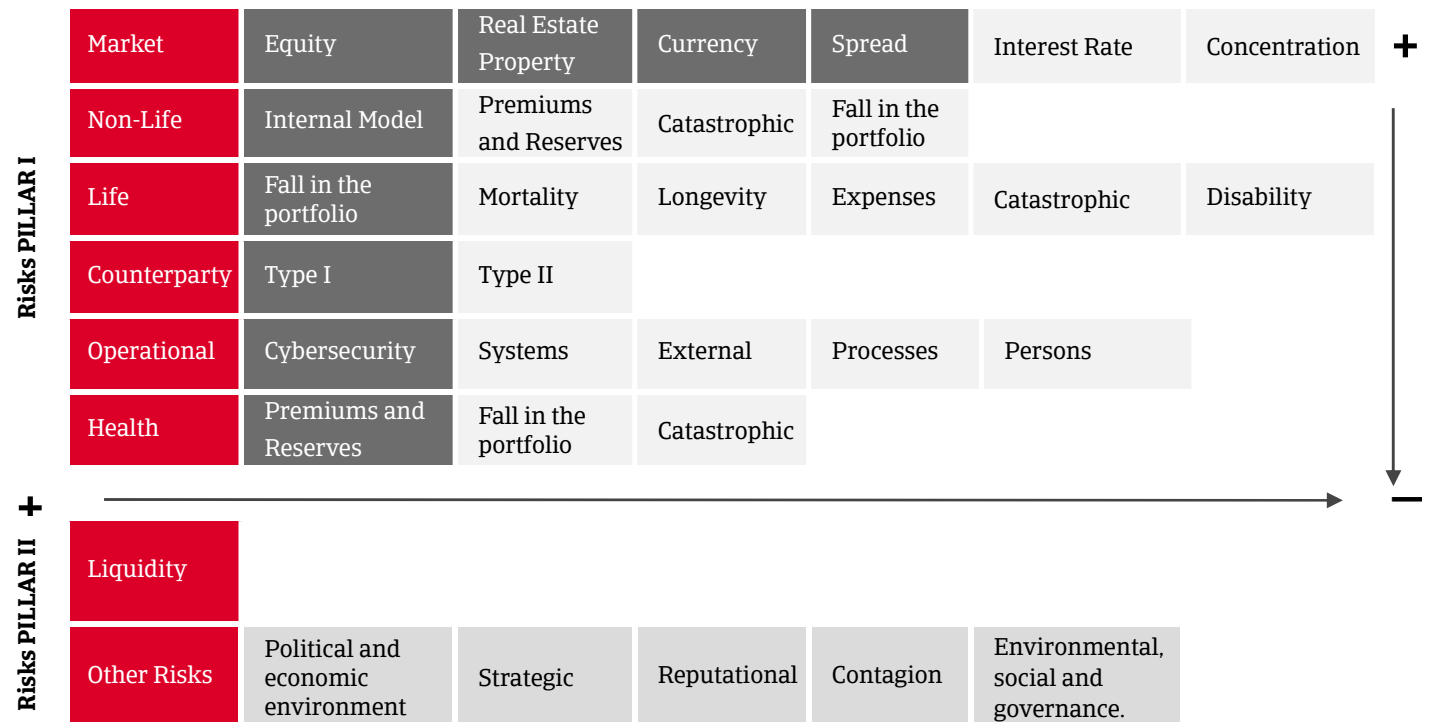 Risks PILLAR I
Market
Equity
Real Estate
Property
Currency
Spread
Interest Rate
Concentration
+
Non-Life
Internal Model
Premiums
and Reserves
Catastrophic
Fall in the
portfolio
Life
Fall in the
portfolio
Mortality
Longevity
Expenses
Catastrophic
Disability
Counterparty
Type I
Type II
Operational
Cybersecurity
Systems
External
Processes
Persons
Health
Premiums and
Reserves
Fall in the
portfolio
Catastrophic
+
—
Risks PILLAR II
Liquidity
Other Risks
Political and
economic
environment
Strategic
Reputational
Contagion
Environmental,
social and
governance.